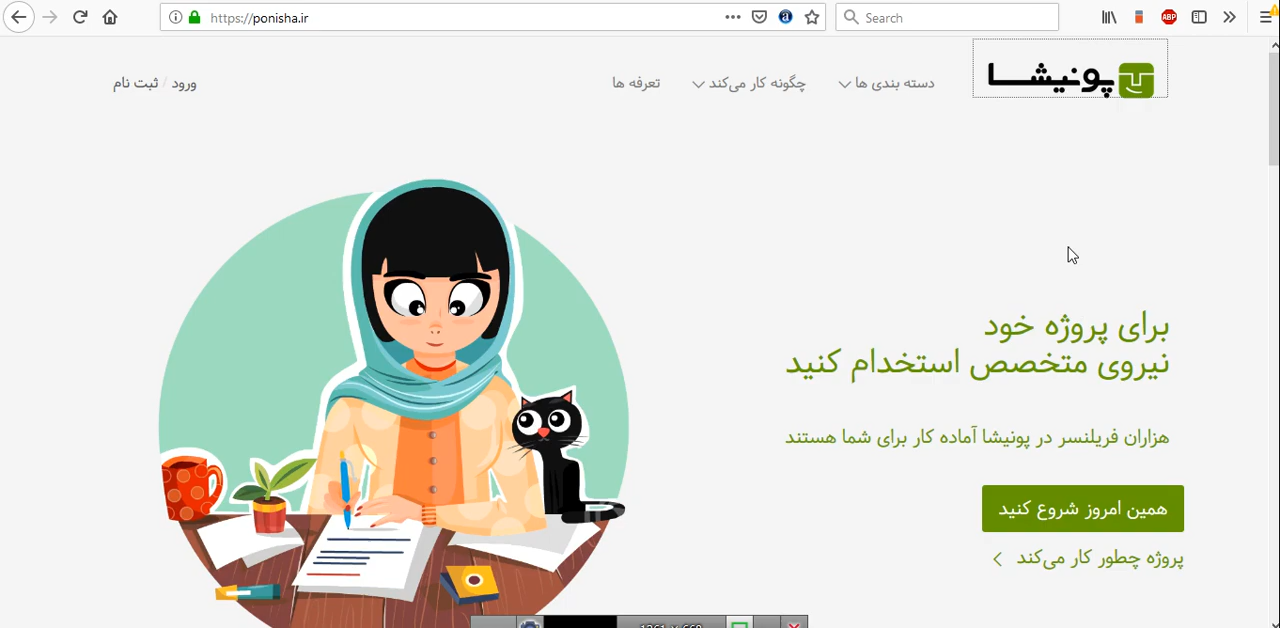 https://ponisha.ir
Search
ABP
پونیشا
دسته بندی ها
چگونه کار می‌کند
تعرفه ها
ورود / ثبت نام
برای پروژه خود
نیروی متخصص استخدام کنید
هزاران فریلنسر در پونیشا آماده کار برای شما هستند
همین امروز شروع کنید
پروژه چطور کار می‌کند